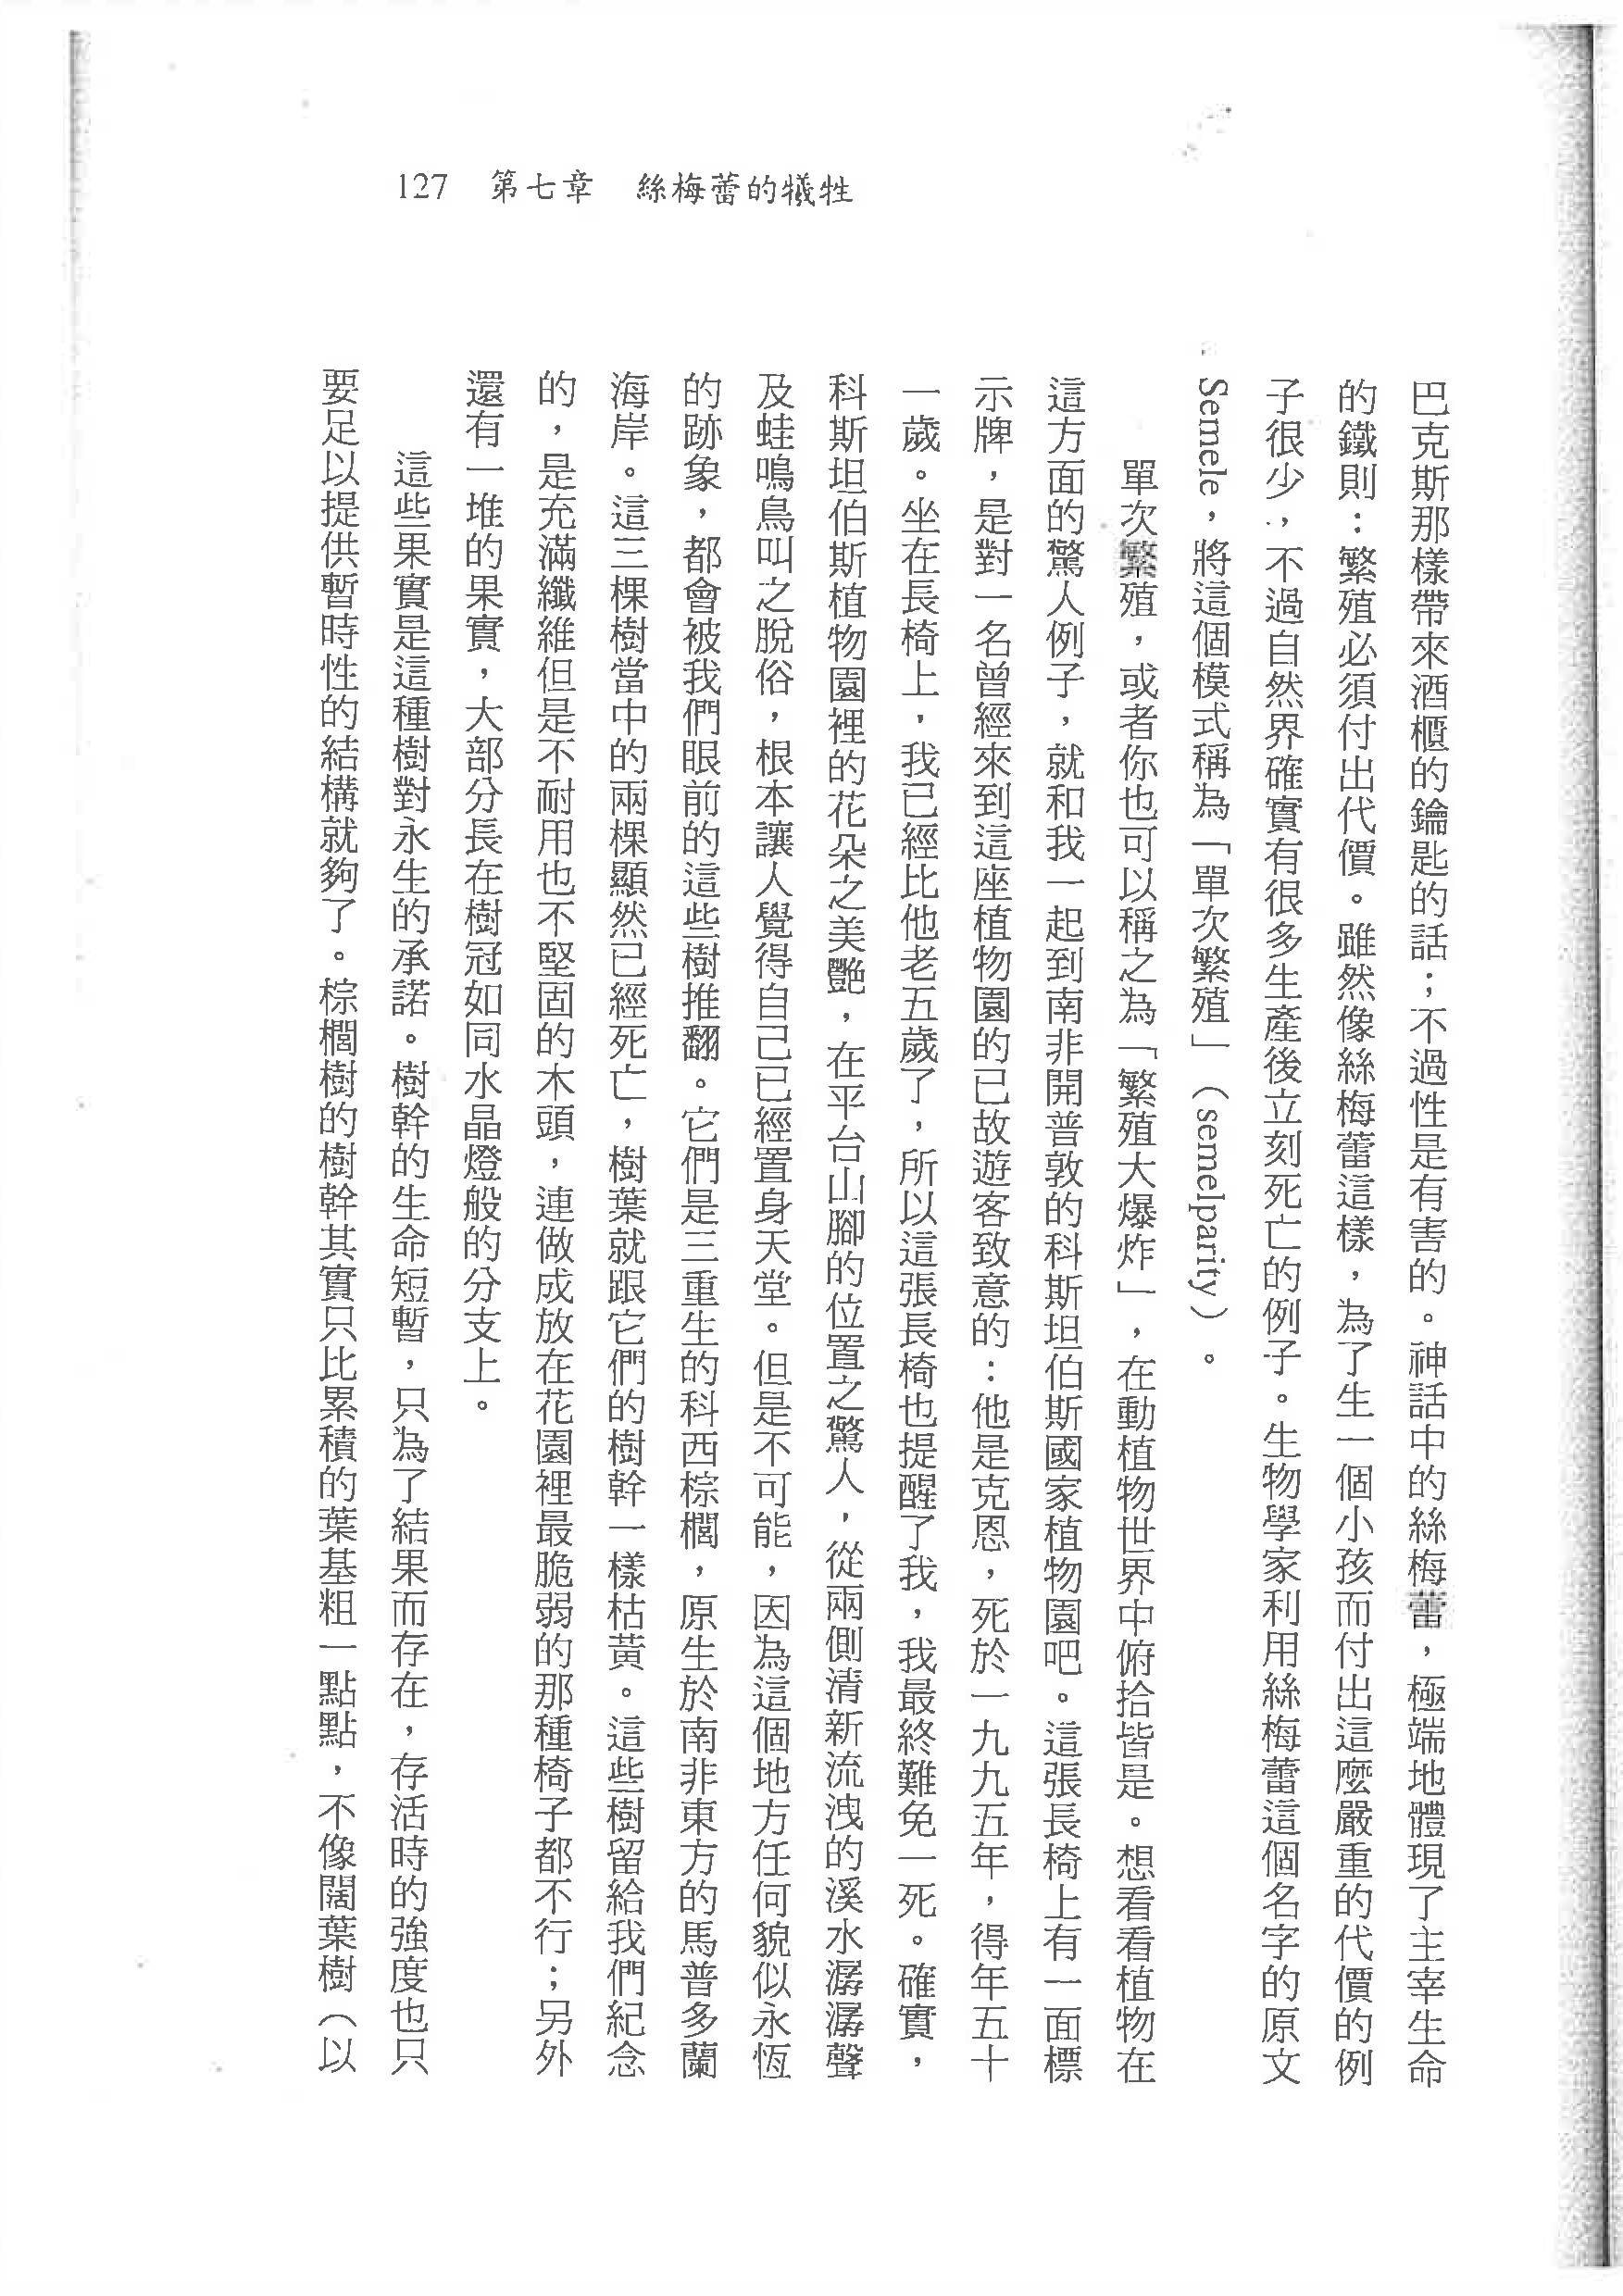 127 第七章 絲梅蕾的犧牲
巴克斯那樣帶來酒櫃的鑰匙的話；不過性是有害的。神話中的絲梅蕾，極端地體現了主宰生命
的鐵則：繁殖必須付出代價。雖然像絲梅蕾這樣，為了生一個小孩而付出這麼嚴重的代價的例
子很少，不過自然界確實有很多生產後立刻死亡的例子。生物學家利用絲梅蕾這個名字的原文
Semele，將這個模式稱為「單次繁殖」（semelparity）。
單次繁殖，或者你也可以稱之為「繁殖大爆炸」，在動植物世界中俯拾皆是。想看看植物在
這方面的驚人例子，就和我一起到南非開普敦的科斯坦伯斯國家植物園吧。這張長椅上有一面標
示牌，是對一名曾經來到這座植物園的已故遊客致意的：他是克恩，死於一九九五年，得年五十
一歲。坐在長椅上，我已經比他老五歲了，所以這張長椅也提醒了我，我最終難免一死。確實，
科斯坦伯斯植物園裡的花朵之美艷，在平台山腳的位置之驚人，從兩側清新流洩的溪水潺潺聲
及蛙鳴鳥叫之脫俗，根本讓人覺得自己已經置身天堂。但是不可能，因為這個地方任何貌似永恆
的跡象，都會被我們眼前的這些樹推翻。它們是三重生的科西棕櫚，原生於南非東方的馬普多蘭
海岸。這三棵樹當中的兩棵顯然已經死亡，樹葉就跟它們的樹幹一樣枯黃。這些樹留給我們紀念
的，是充滿纖維但是不耐用也不堅固的木頭，連做成放在花園裡最脆弱的那種椅子都不行；另外
還有一堆的果實，大部分長在樹冠如同水晶燈般的分支上。
這些果實是這種樹對永生的承諾。樹幹的生命短暫，只為了結果而存在，存活時的強度也只
要足以提供暫時性的結構就夠了。棕櫚樹的樹幹其實只比累積的葉基粗一點點，不像闊葉樹（以